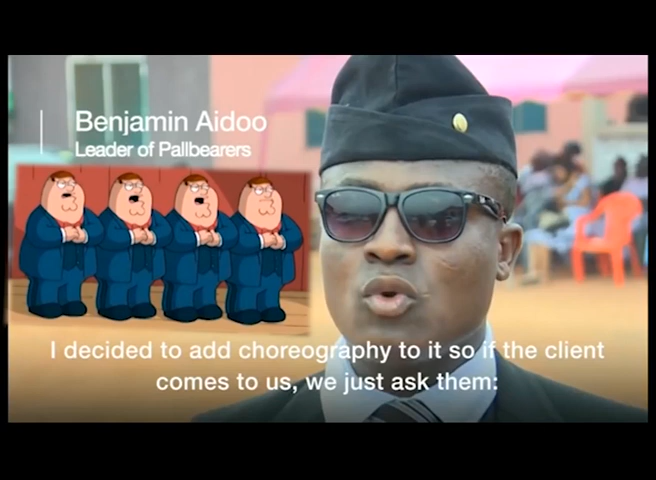 Benjamin Aidoo
Leader of Pallbearers
I decided to add choreography to it so if the client
comes to us, we just ask them: